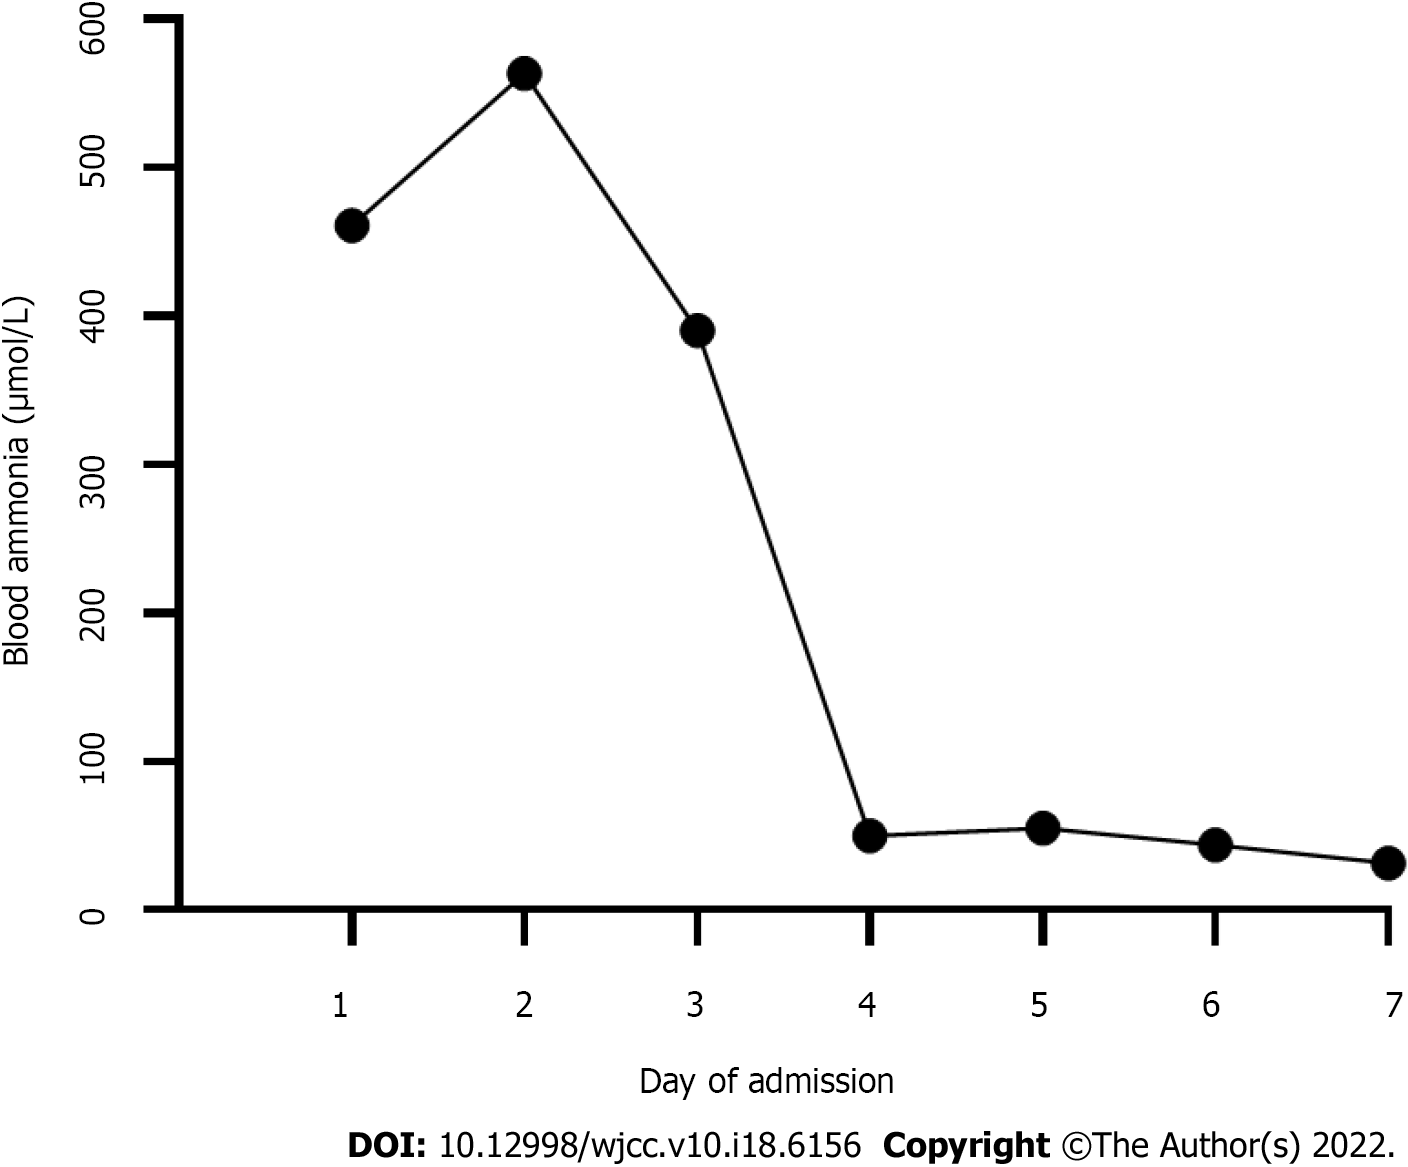 600
500
400
300
200
100
0
Blood ammonia (µmol/L)
1 2 3 4 5 6 7
Day of admission
DOI: 10.12998/wjcc.v10.i18.6156 Copyright ©The Author(s) 2022.